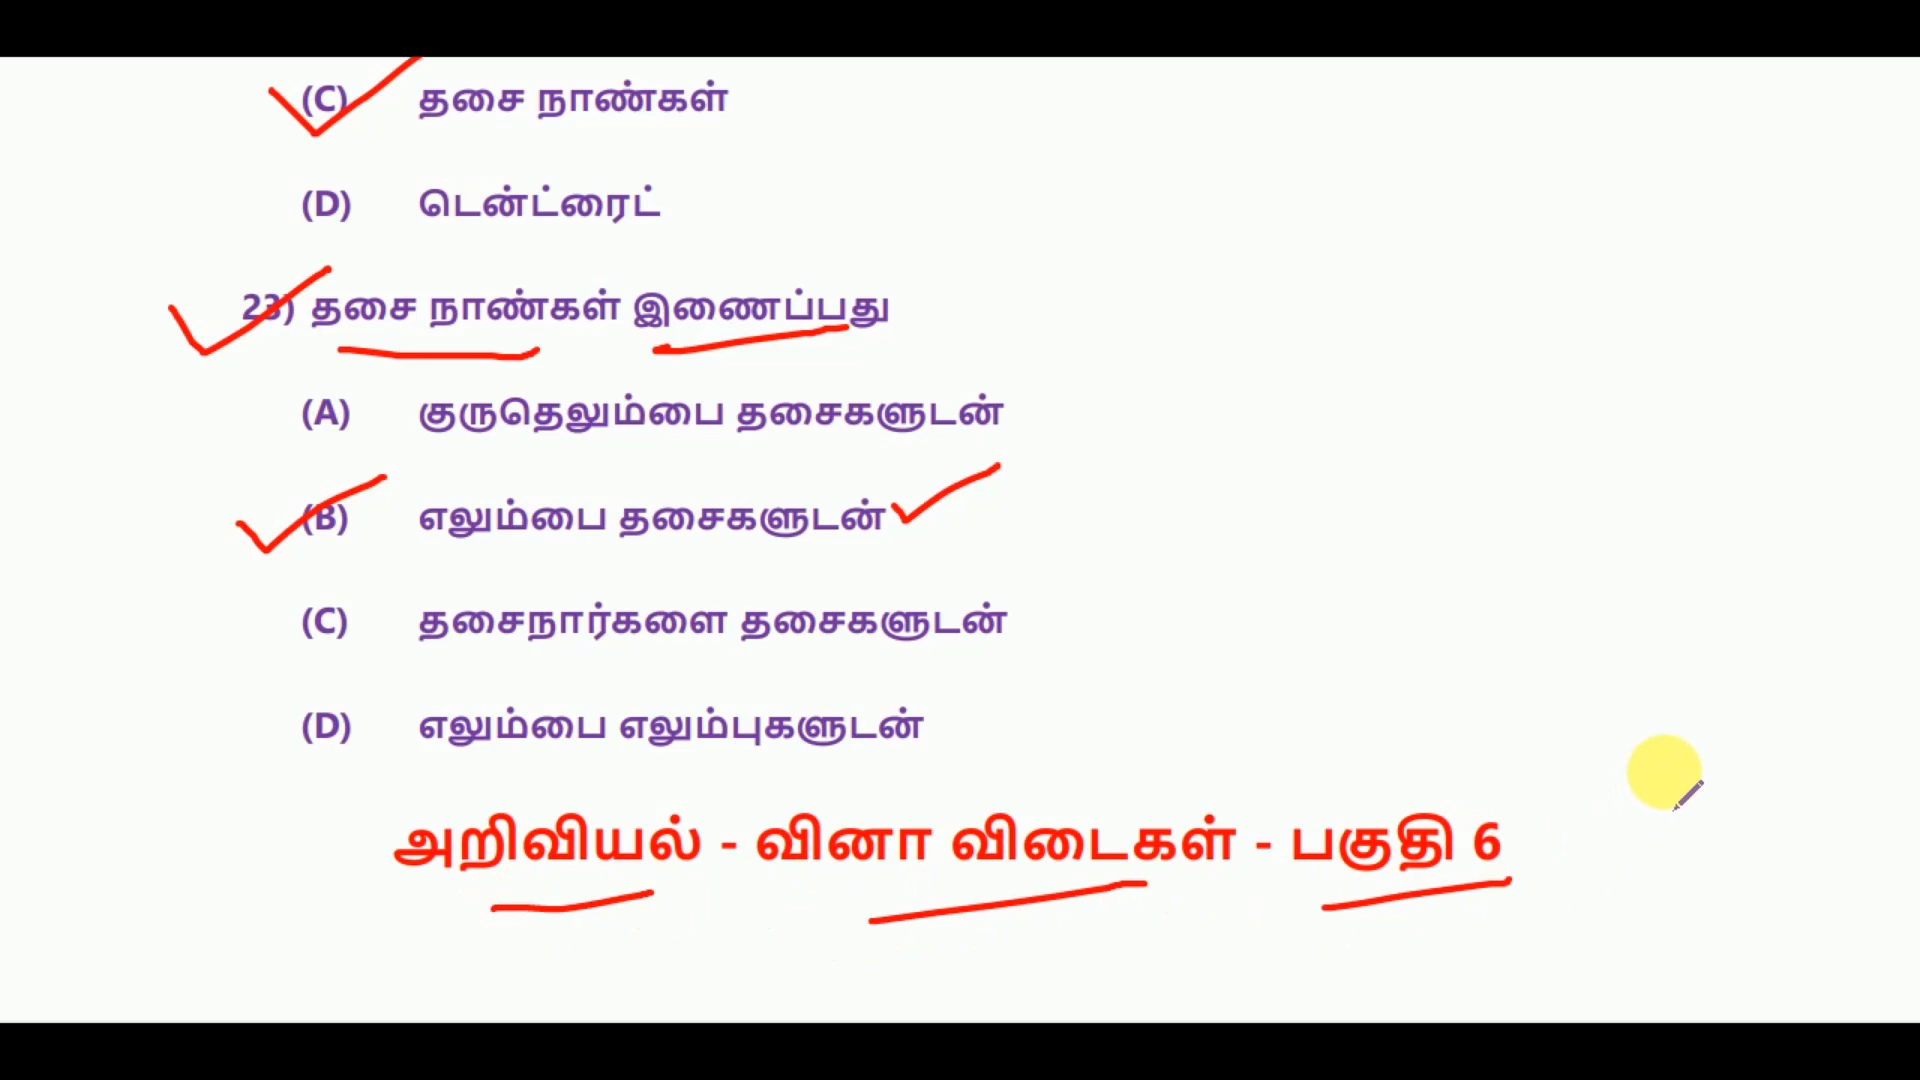 (C) தசை நாண்கள்
(D) டென்ட்ரைட்
23) தசை நாண்கள் இணைப்பது
(A) குருதெலும்பை தசைகளுடன்
(B) எலும்பை தசைகளுடன்
(C) தசைநார்களை தசைகளுடன்
(D) எலும்பை எலும்புகளுடன்
அறிவியல் - வினா விடைகள் - பகுதி 6